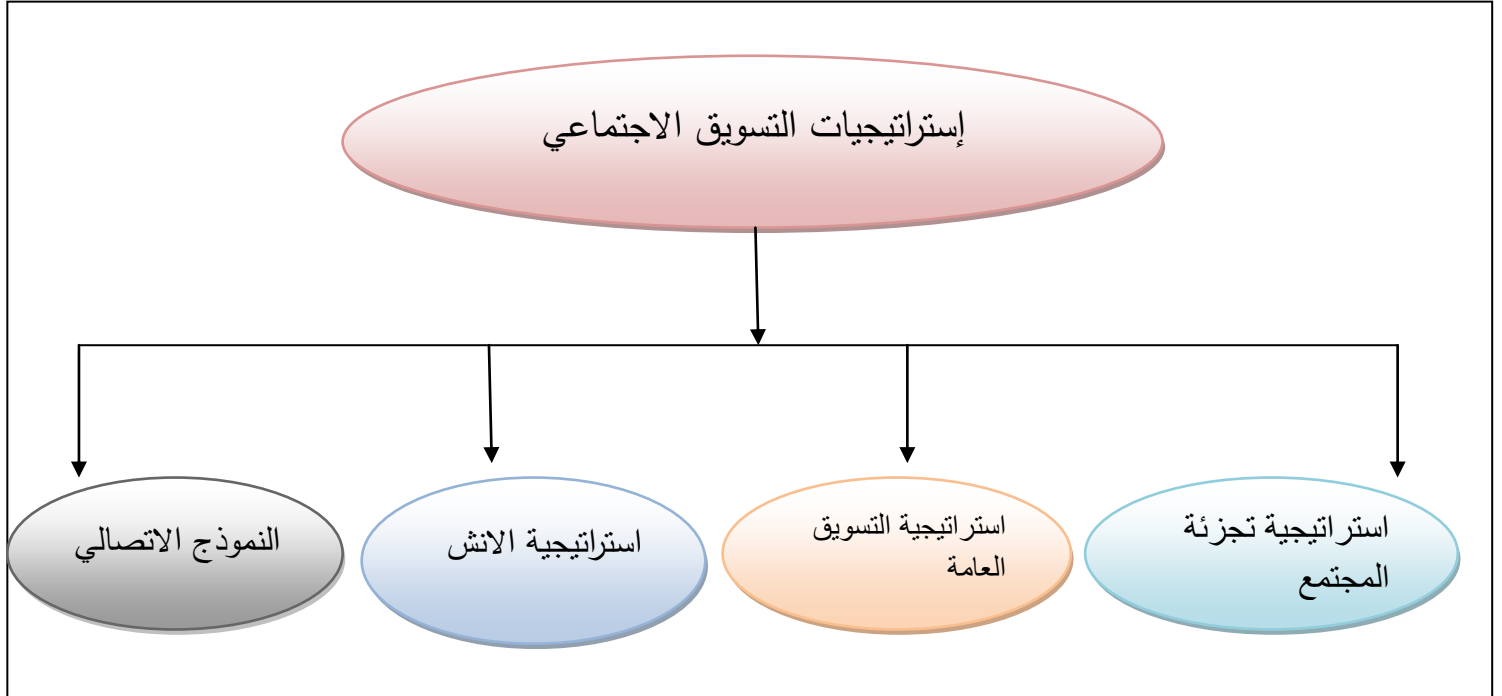 إستراتيجيات التسويق الاجتماعي
استراتيجية تجزئة
المجتمع
استراتيجية التسويق
العامة
استراتيجية الانش
النموذج الاتصالي